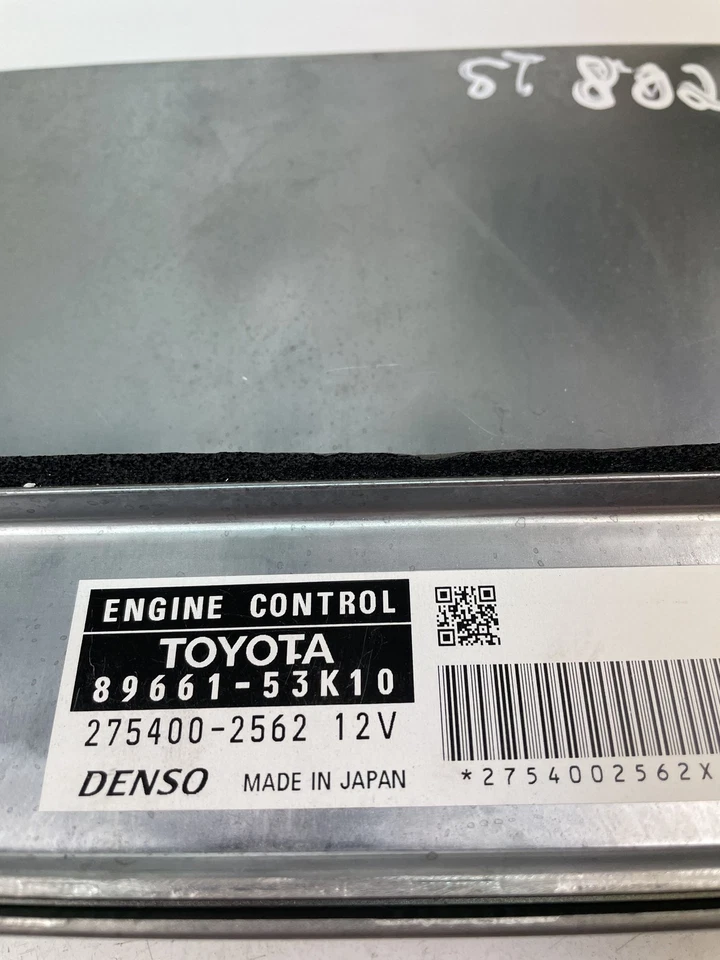 ENGINE CONTROL
TOYOTA
89661-53K10
275400-2562 12V
DENSO MADE IN JAPAN
*2754002562X